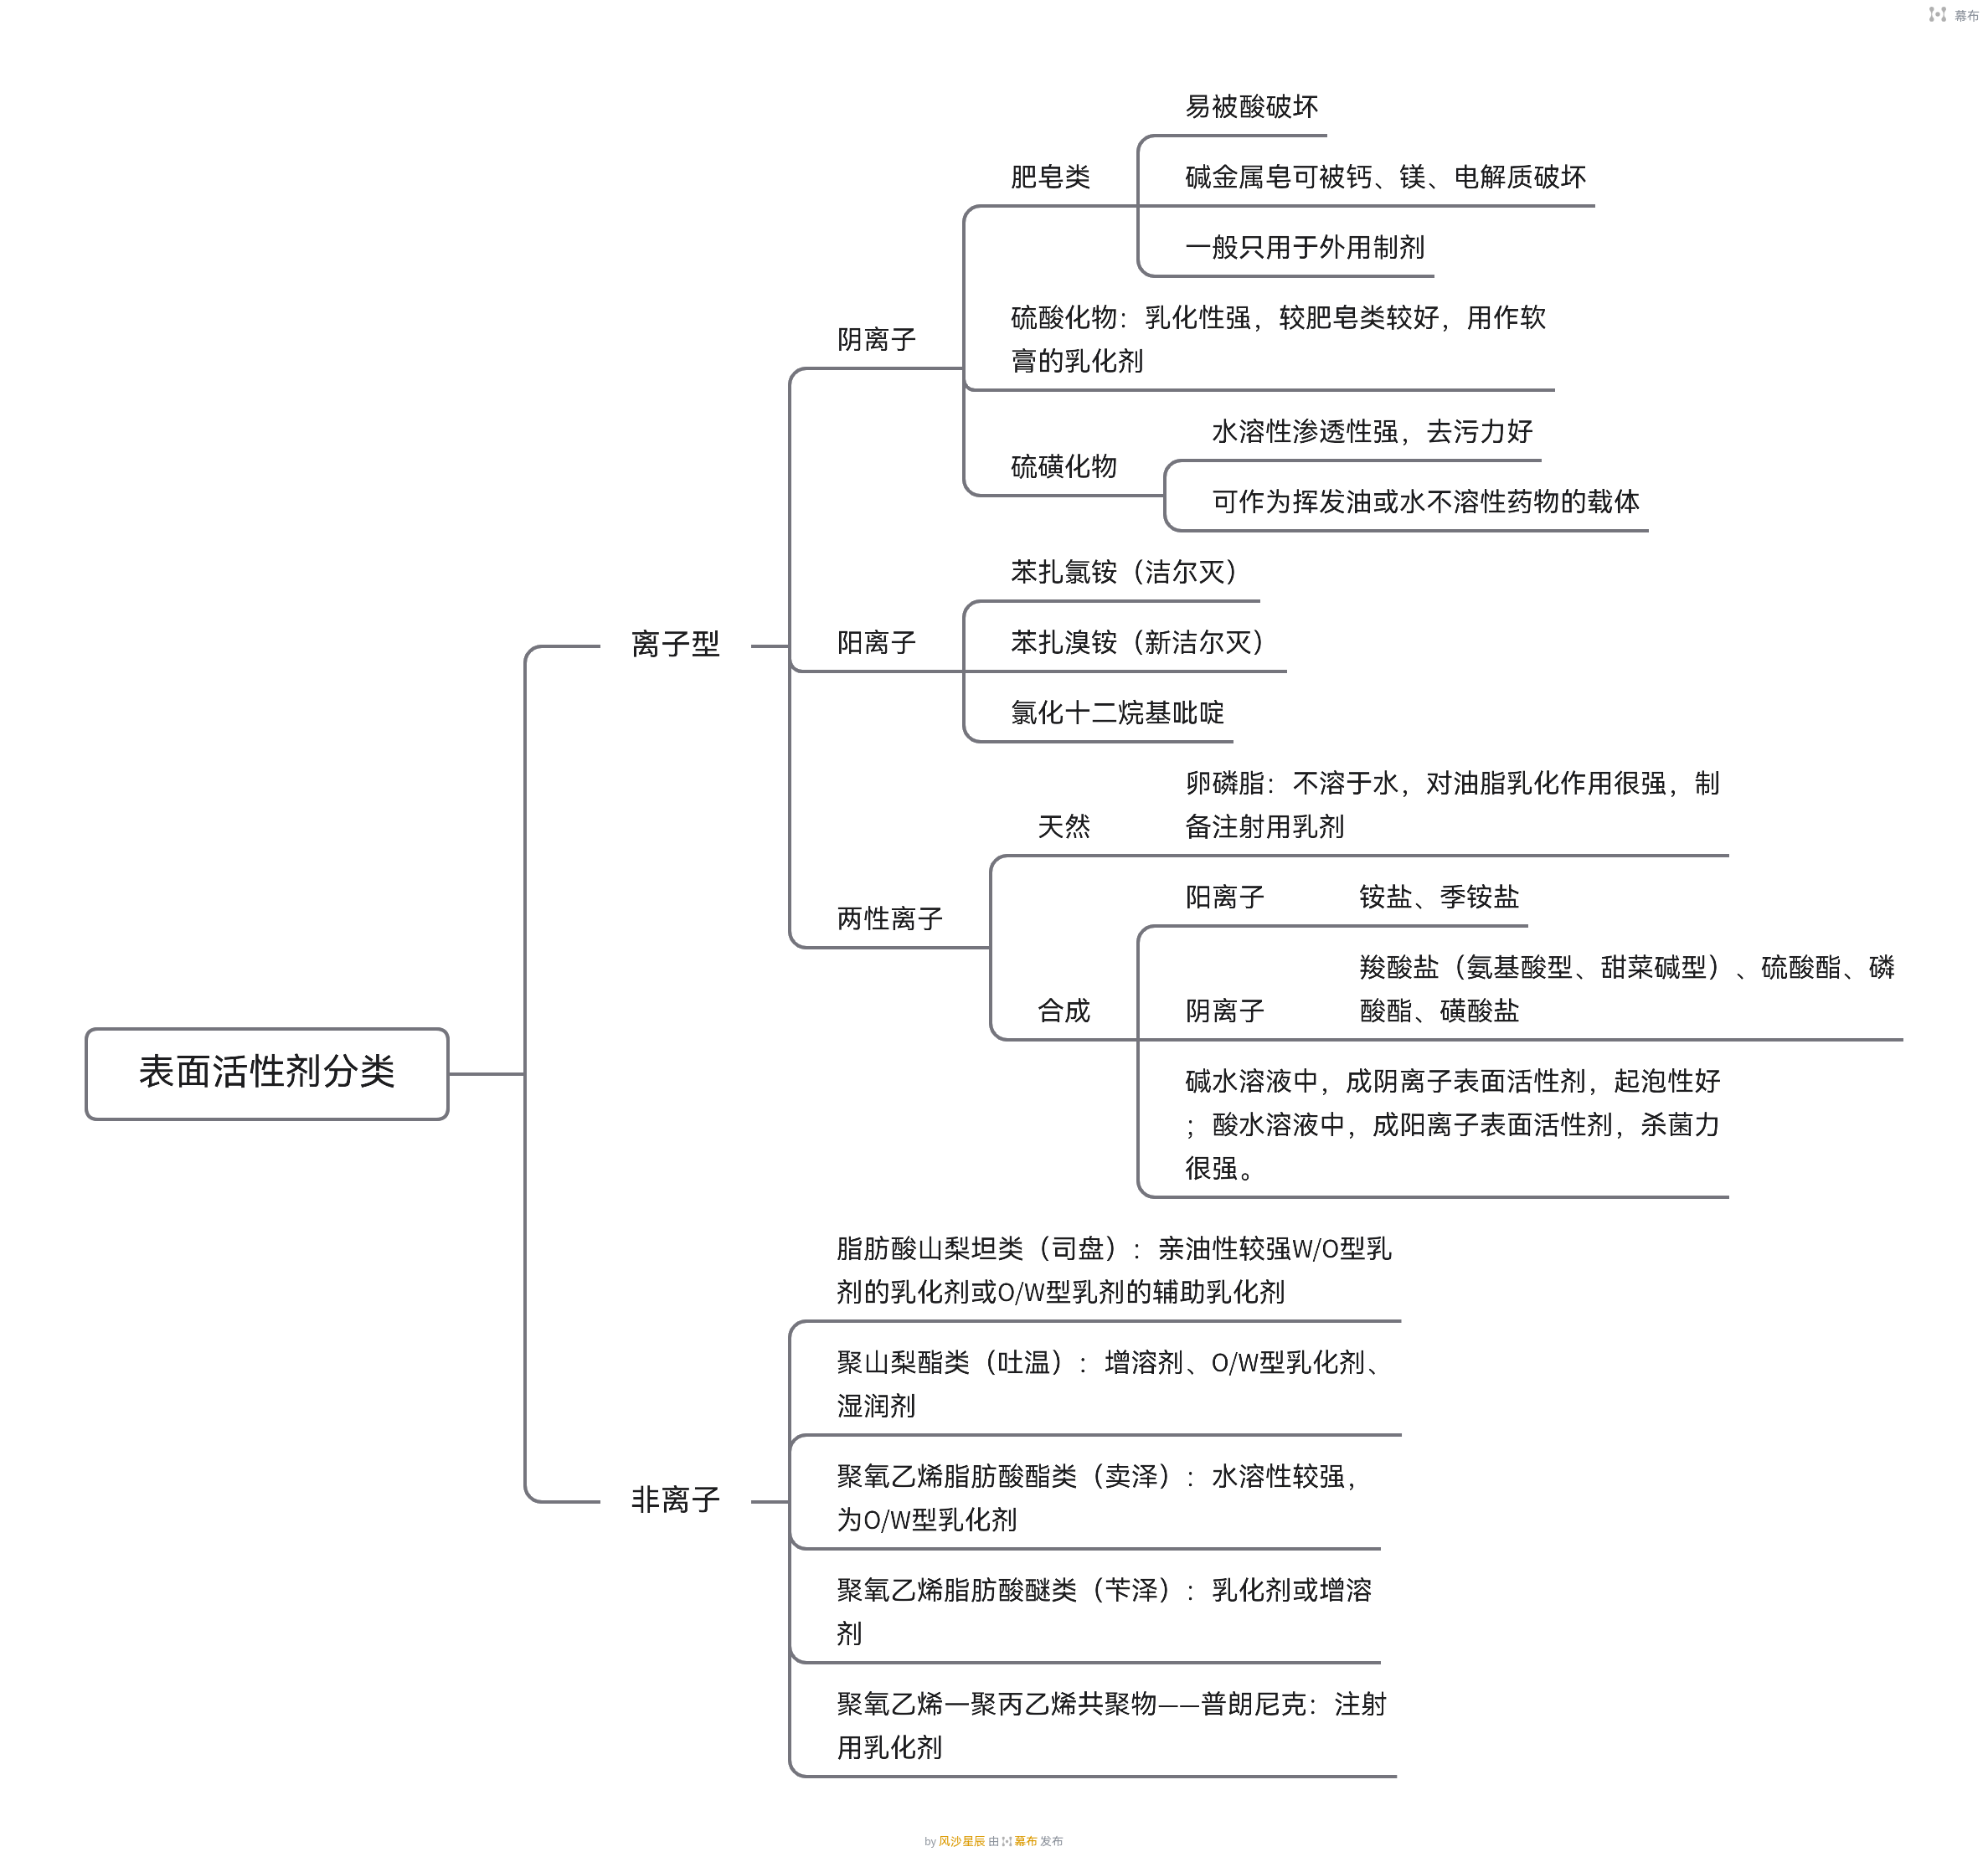 幕布
易被酸破坏
肥皂类
碱金属皂可被钙、镁、电解质破坏
一般只用于外用制剂
阴离子
硫酸化物：乳化性强，较肥皂类较好，用作软
膏的乳化剂
水溶性渗透性强，去污力好
硫磺化物
可作为挥发油或水不溶性药物的载体
离子型
苯扎氯铵（洁尔灭）
阳离子
苯扎溴铵（新洁尔灭）
氯化十二烷基吡啶
两性离子
天然
卵磷脂：不溶于水，对油脂乳化作用很强，制
备注射用乳剂
阳离子
铵盐、季铵盐
合成
阴离子
羧酸盐（氨基酸型、甜菜碱型）、硫酸酯、磷
酸酯、磺酸盐
碱水溶液中，成阴离子表面活性剂，起泡性好
；酸水溶液中，成阳离子表面活性剂，杀菌力
很强。
表面活性剂分类
脂肪酸山梨坦类（司盘）：亲油性较强W/O型乳
剂的乳化剂或O/W型乳剂的辅助乳化剂
聚山梨酯类（吐温）：增溶剂、O/W型乳化剂、
湿润剂
非离子
聚氧乙烯脂肪酸酯类（卖泽）：水溶性较强，
为O/W型乳化剂
聚氧乙烯脂肪酸醚类（苄泽）：乳化剂或增溶
剂
聚氧乙烯一聚丙乙烯共聚物——普朗尼克：注射
用乳化剂
by 风沙星辰 由 幕布 发布